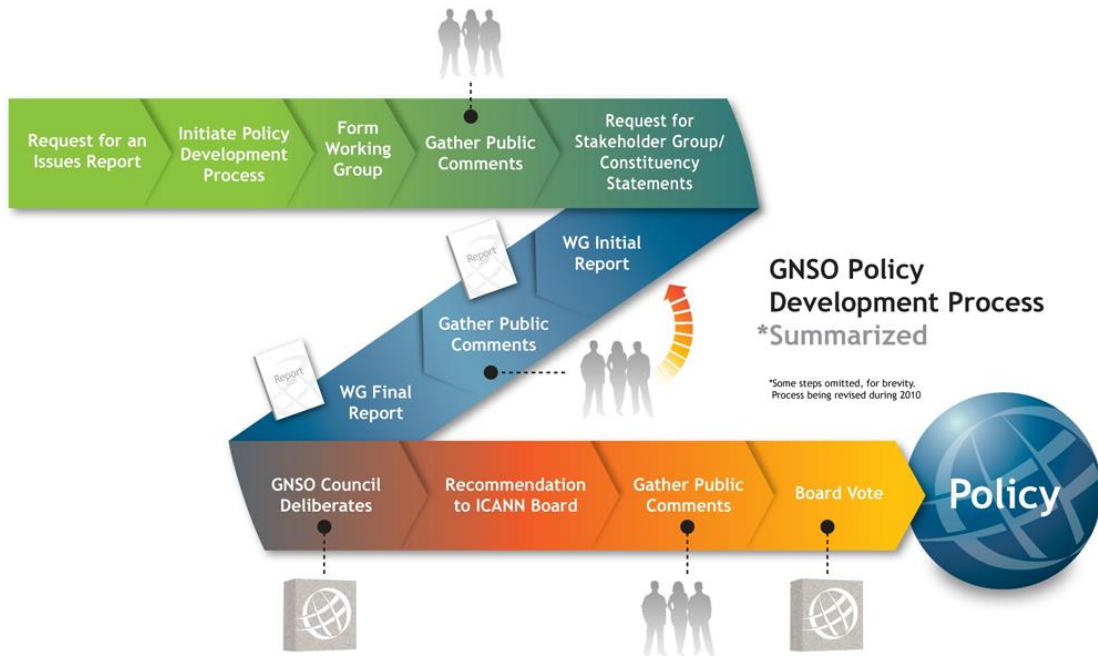 Request for an
Issues Report
Initiate Policy
Development
Process
Form
Working
Group
Gather Public
Comments
Request for
Stakeholder Group/
Constituency
Statements
WG Initial
Report
Report
Gather Public
Comments
Report
WG Final
Report
GNSO Policy
Development Process
*Summarized
*Some steps omitted, for brevity.
Process being revised during 2010
GNSO Council
Deliberates
Recommendation
to ICANN Board
Gather Public
Comments
Board Vote
Policy